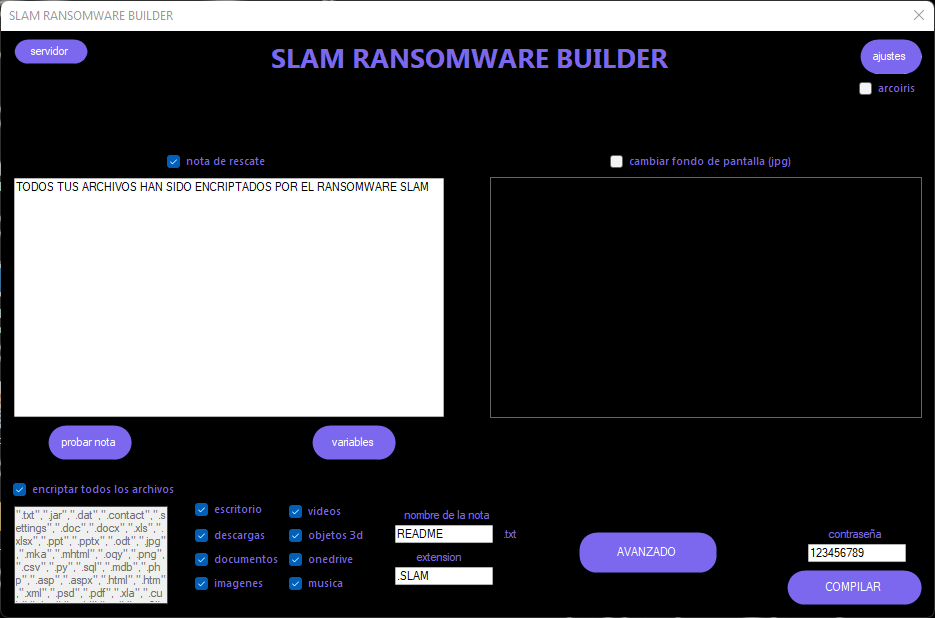 SLAM RANSOMWARE BUILDER
servidor
SLAM RANSOMWARE BUILDER
ajustes
arcoiris
nota de rescate
cambiar fondo de pantalla (jpg)
TODOS TUS ARCHIVOS HAN SIDO ENCRIPTADOS POR EL RANSOMWARE SLAM
probar nota
variables
encriptar todos los archivos
".txt",".jar",".dat",".contact",".s
ettings",".doc",".docx",".xls",".
xlsx",".ppt",".pptx",".odt",".jpg"
,".mka",".mhtml",".oqy",".png",
".csv",".py",".sql",".mdb",".ph
p",".asp",".aspx",".html",".htm"
,".xml",".psd",".pdf",".xla",".cu
escritorio
videos
descargas
objetos 3d
documentos
onedrive
imagenes
musica
nombre de la nota
README
.txt
extension
.SLAM
AVANZADO
contraseña
123456789
COMPILAR